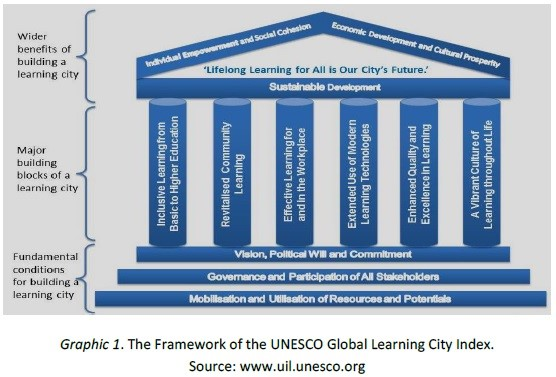 Wider
benefits of
building a
learning city
Individual Empowerment and Social Cohesion
Economic Development and Cultural Prosperity
‘Lifelong Learning for All is Our City’s Future.’
Sustainable Development
Major
building
blocks of a
learning city
Inclusive Learning from
Basic to Higher Education
Revitalised Community
Learning
Effective Learning for
and in the Workplace
Extended Use of Modern
Learning Technologies
Enhanced Quality and
Excellence in Learning
A Vibrant Culture of
Learning throughout Life
Fundamental
conditions
for building a
learning city
Vision, Political Will and Commitment
Governance and Participation of All Stakeholders
Mobilisation and Utilisation of Resources and Potentials
Graphic 1. The Framework of the UNESCO Global Learning City Index.
Source: www.uil.unesco.org